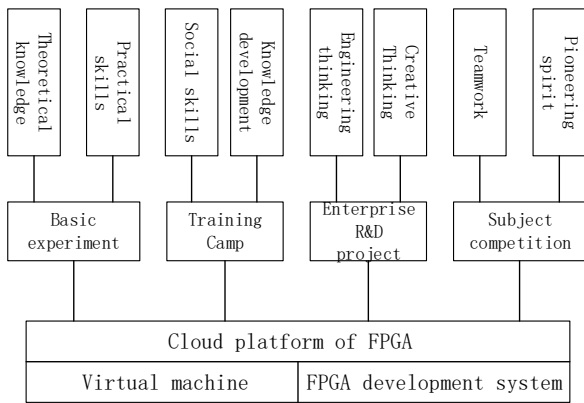 Theoretical
knowledge
Practical
skills
Social skills
Knowledge
development
Engineering
thinking
Creative
Thinking
Teamwork
Pioneering
spirit
Basic
experiment
Training
Camp
Enterprise
R&D
project
Subject
competition
Cloud platform of FPGA
Virtual machine
FPGA development system